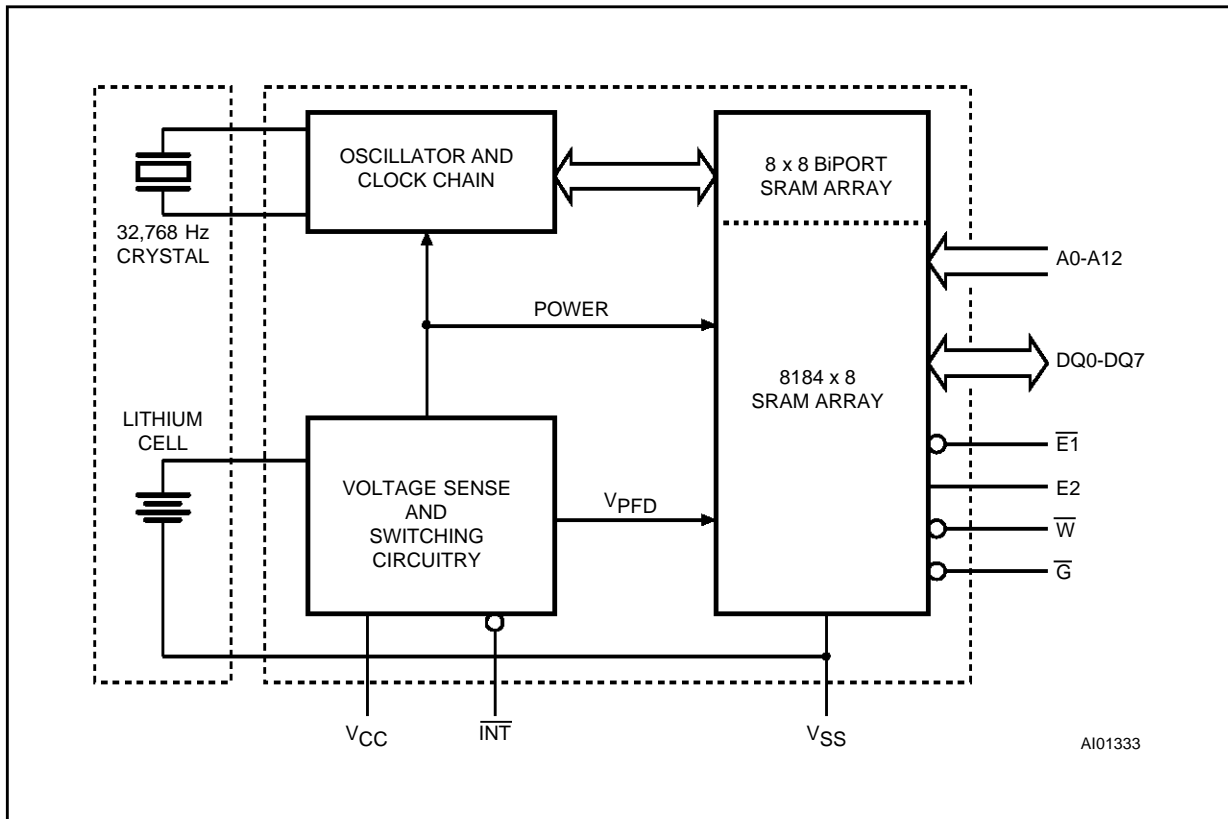 OSCILLATOR AND
CLOCK CHAIN
8 x 8 BiPORT
SRAM ARRAY
32,768 Hz
CRYSTAL
A0-A12
POWER
DQ0-DQ7
8184 x 8
SRAM ARRAY
LITHIUM
CELL
E1
VOLTAGE SENSE
AND
SWITCHING
CIRCUITRY
VPFD
E2
W
G
VCC
INT
VSS
AI01333